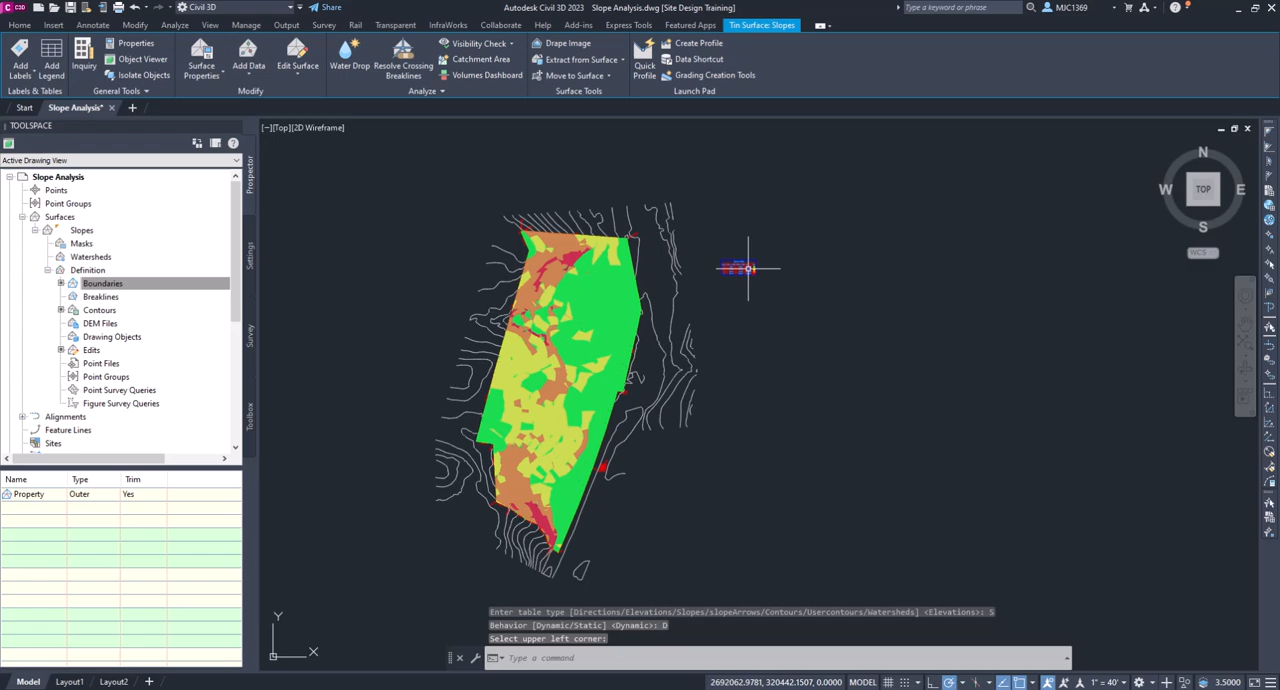 C3D Civil 3D Share Autodesk Civil 3D 2023 Slope Analysis.dwg [Site Design Training] Type a keyword or phrase MJC1369
Home Insert Annotate Modify Analyze View Manage Output Survey Rail Transparent InfraWorks Collaborate Help Add-ins Express Tools Featured Apps Tin Surface: Slopes
Add Labels Add Legend Inquiry Properties Surface Properties Add Data Edit Surface Water Drop Resolve Crossing Breaklines Visibility Check Drape Image Quick Profile Create Profile
Object Viewer Catchment Area Extract from Surface Data Shortcut
Isolate Objects Volumes Dashboard Move to Surface Grading Creation Tools
Labels & Tables General Tools Modify Analyze Surface Tools Launch Pad
Start Slope Analysis*
TOOLSPACE
[−][Top][2D Wireframe]
Active Drawing View
Slope Analysis
Points
Point Groups
Surfaces
Slopes
Masks
Watersheds
Definition
Boundaries
Breaklines
Contours
DEM Files
Drawing Objects
Edits
Point Files
Point Groups
Point Survey Queries
Figure Survey Queries
Alignments
Feature Lines
Sites
Prospector
Settings
Survey
Toolbox
Name Type Trim
Property Outer Yes
N
W TOP E
S
WCS
Y
X
Enter table type [Directions/Elevations/Slopes/slopeArrows/Contours/Usercontours/Watersheds] <Elevations>: S
Behavior [Dynamic/Static] <Dynamic>: D
Select upper left corner:
Type a command
Model Layout1 Layout2 2692062.9781, 320442.1507, 0.0000 MODEL 1" = 40' 3.5000